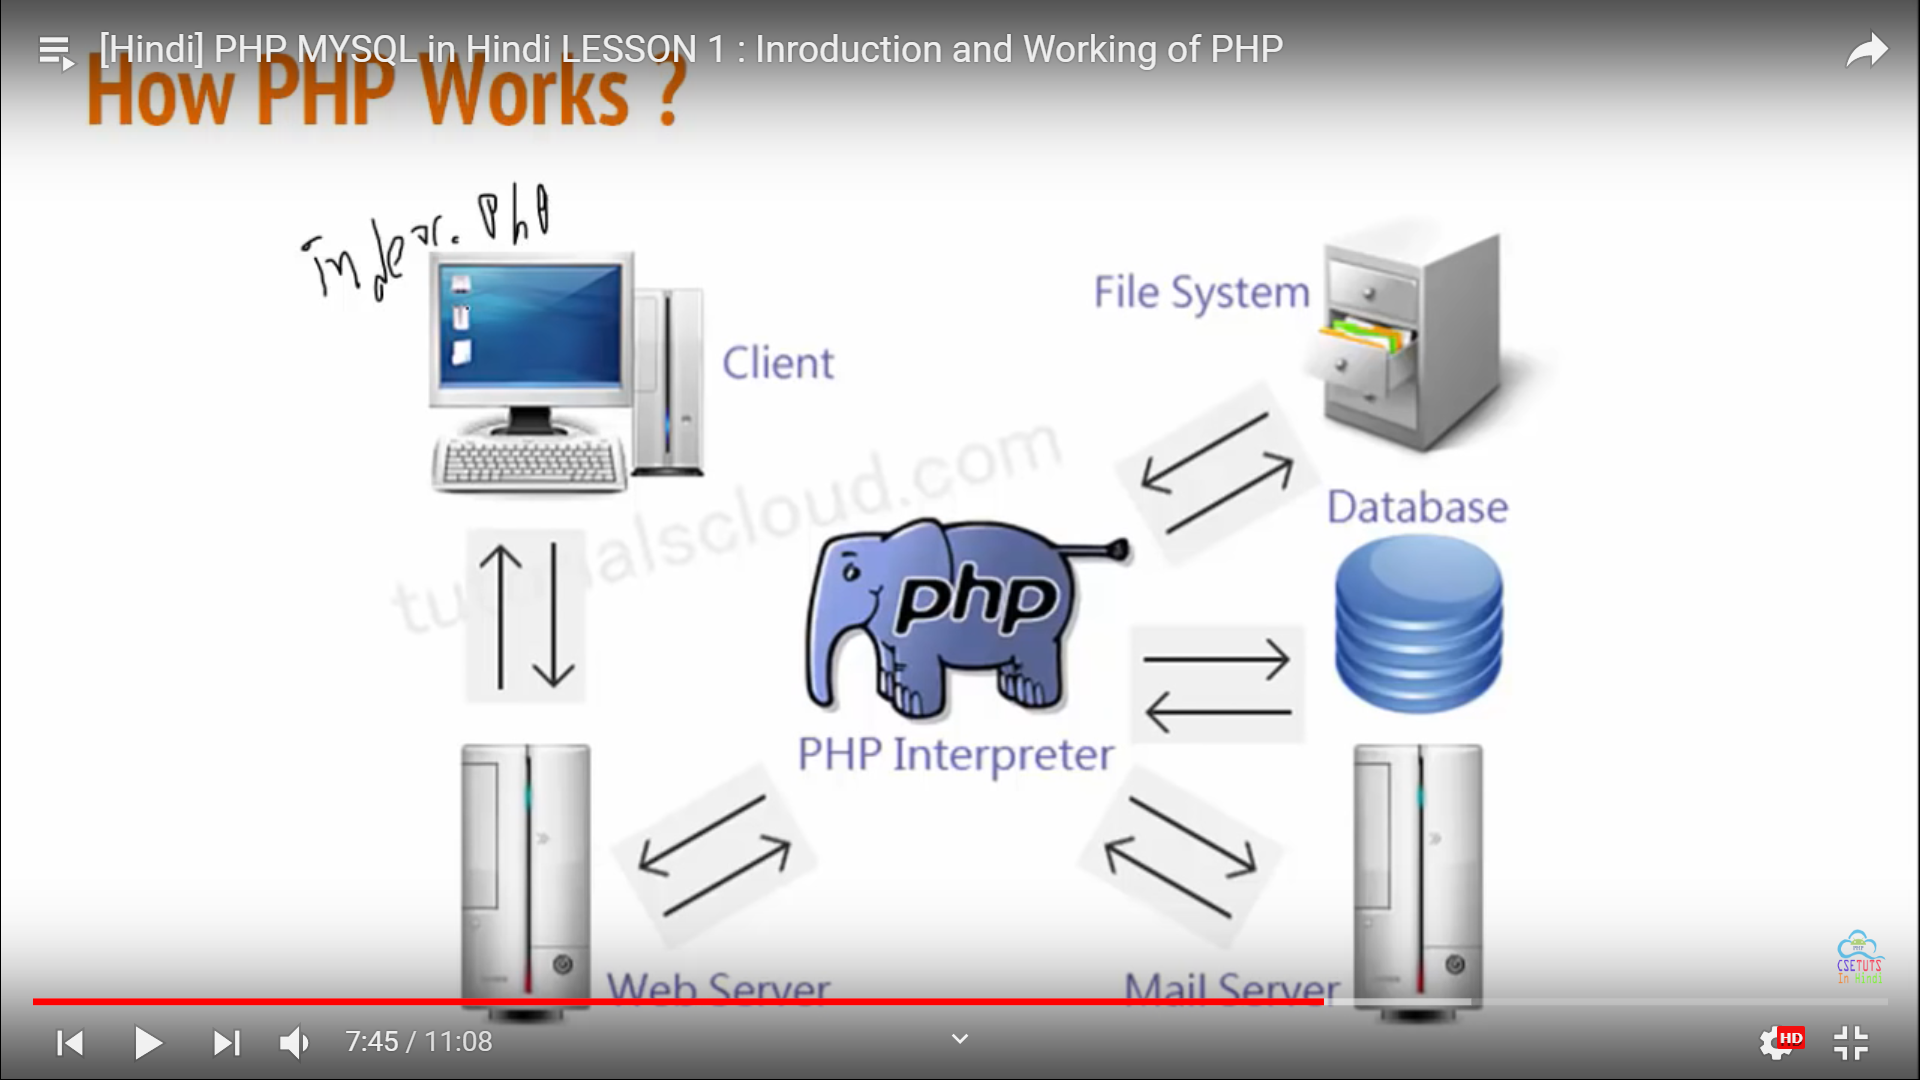 [Hindi] PHP MYSQL in Hindi LESSON 1 : Inroduction and Working of PHP
How PHP Works ?
index.php
File System
Client
Database
tutorialscloud.com
php
PHP Interpreter
Web Server
Mail Server
PHP
CSETUTS
In Hindi
7:45 / 11:08
HD